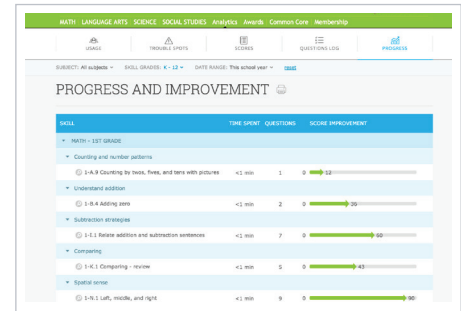 MATH LANGUAGE ARTS SCIENCE SOCIAL STUDIES Analytics Awards Common Core Membership
USAGE TROUBLE SPOTS SCORES QUESTIONS LOG PROGRESS
SUBJECT: All subjects SKILL GRADES: K - 12 DATE RANGE: This school year reset
PROGRESS AND IMPROVEMENT
SKILL TIME SPENT QUESTIONS SCORE IMPROVEMENT
MATH - 1ST GRADE
Counting and number patterns
1-A.9 Counting by twos, fives, and tens with pictures <1 min 1 0 12
Understand addition
1-B.4 Adding zero <1 min 2 0 36
Subtraction strategies
1-I.1 Relate addition and subtraction sentences <1 min 7 0 60
Comparing
1-K.1 Comparing - review <1 min 5 0 43
Spatial sense
1-N.1 Left, middle, and right <1 min 9 0 90